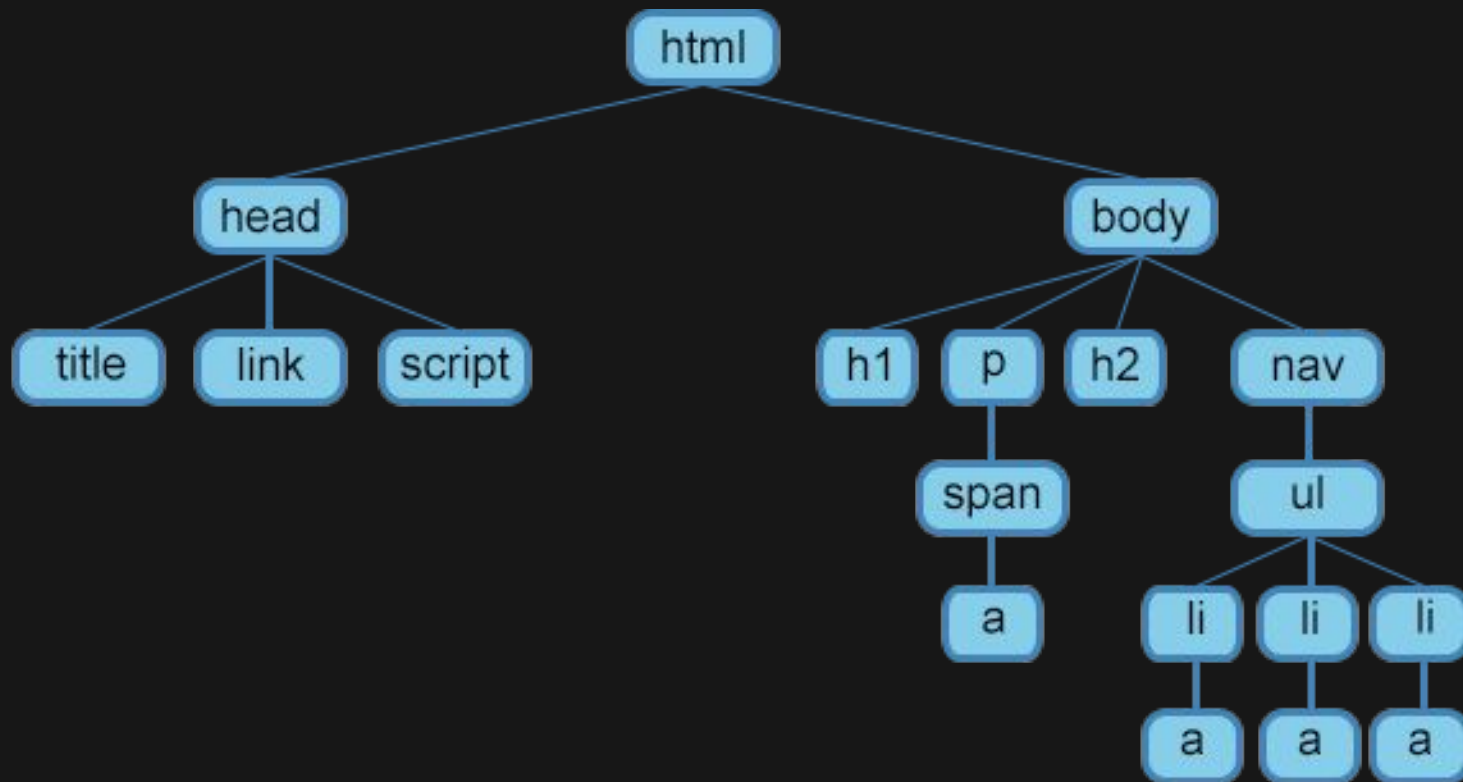 html
head
body
title
link
script
h1
p
h2
nav
span
ul
a
li
li
li
a
a
a